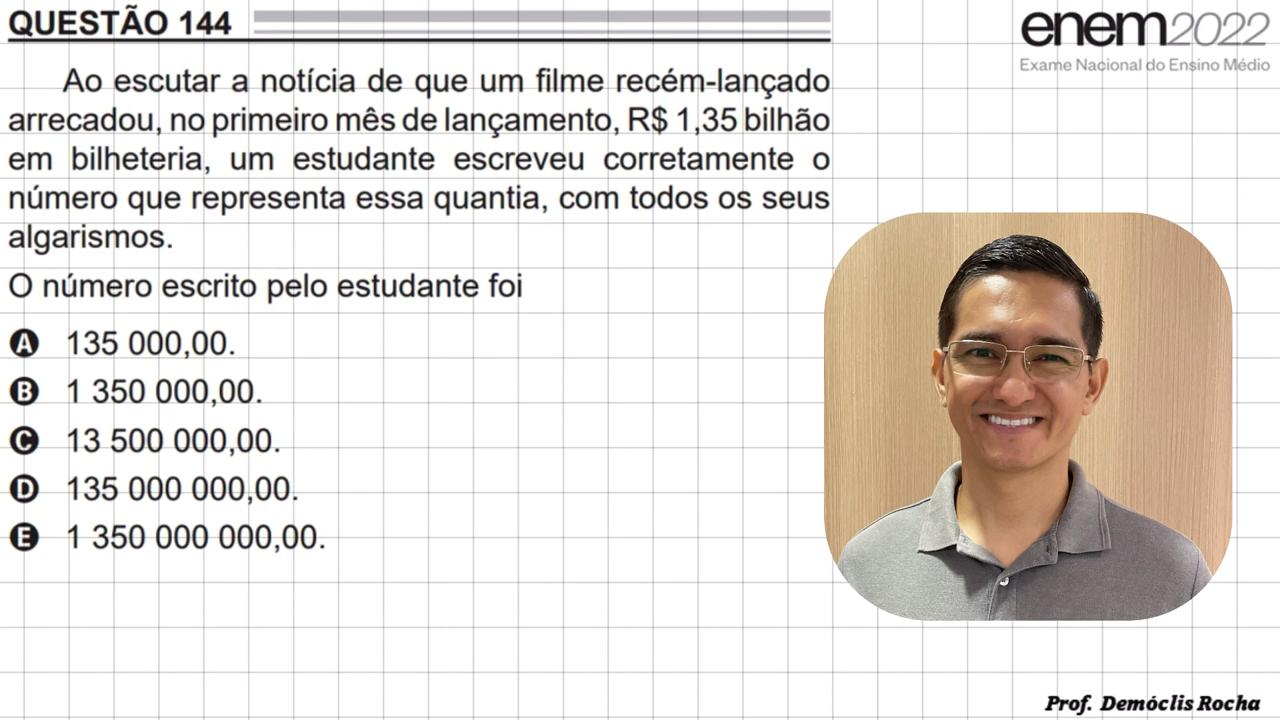 QUESTÃO 144
enem2022
Exame Nacional do Ensino Médio
Ao escutar a notícia de que um filme recém-lançado
arrecadou, no primeiro mês de lançamento, R$ 1,35 bilhão
em bilheteria, um estudante escreveu corretamente o
número que representa essa quantia, com todos os seus
algarismos.
O número escrito pelo estudante foi
A 135 000,00.
B 1 350 000,00.
C 13 500 000,00.
D 135 000 000,00.
E 1 350 000 000,00.
Prof. Demóclis Rocha